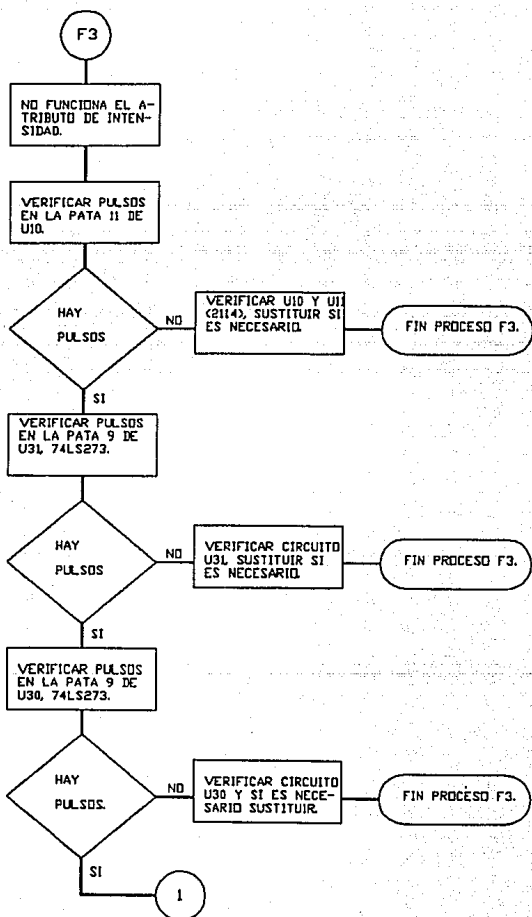 F3
NO FUNCIONA EL A-
TRIBUTO DE INTEN-
SIDAD.
VERIFICAR PULSOS
EN LA PATA 11 DE
U10.
HAY
PULSOS
NO
VERIFICAR U10 Y U11
(2114), SUSTITUIR SI
ES NECESARIO.
FIN PROCESO F3.
SI
VERIFICAR PULSOS
EN LA PATA 9 DE
U31, 74LS273.
HAY
PULSOS
NO
VERIFICAR CIRCUITO
U31, SUSTITUIR SI
ES NECESARIO.
FIN PROCESO F3.
SI
VERIFICAR PULSOS
EN LA PATA 9 DE
U30, 74LS273.
HAY
PULSOS.
NO
VERIFICAR CIRCUITO
U30 Y SI ES NECE-
SARIO SUSTITUIR.
FIN PROCESO F3.
SI
1